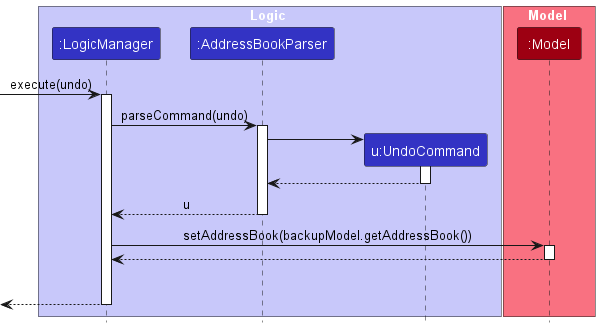 Logic
Model
:LogicManager
:AddressBookParser
:Model
execute(undo)
parseCommand(undo)
u:UndoCommand
u
setAddressBook(backupModel.getAddressBook())